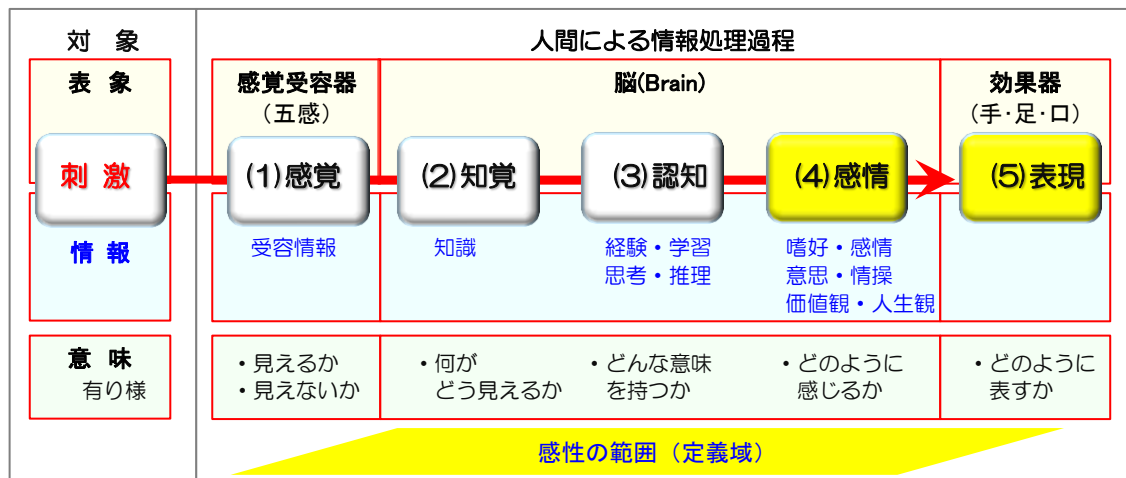 対 象
人間による情報処理過程
表 象
感覚受容器
（五感）
脳(Brain)
効果器
（手・足・口）
刺 激
(1)感覚
(2)知覚
(3)認知
(4)感情
(5)表現
情 報
受容情報
知識
経験・学習
思考・推理
嗜好・感情
意思・情操
価値観・人生観
意 味
有り様
・見えるか
・見えないか
・何が
どう見えるか
・どんな意味
を持つか
・どのように
感じるか
・どのように
表すか
感性の範囲（定義域）